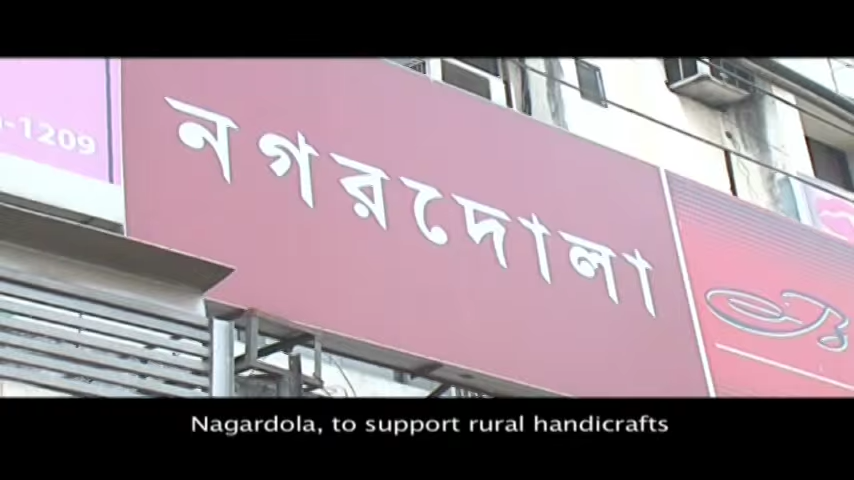 -1209
নগরদোলা
Nagardola, to support rural handicrafts